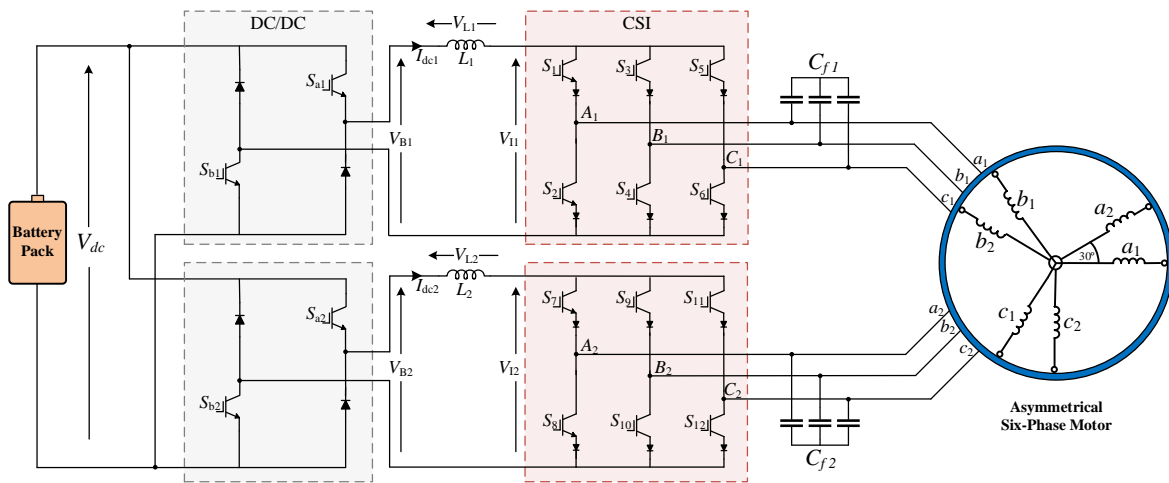 DC/DC
V_L1
CSI
I_dc1
L_1
C_f1
S_a1
S_1
S_3
S_5
A_1
B_1
C_1
V_B1
V_I1
S_b1
S_2
S_4
S_6
a_1
b_1
c_1
b_1
a_2
b_2
30°
a_1
c_1
c_2
Battery
Pack
V_dc
V_L2
I_dc2
L_2
S_a2
S_7
S_9
S_11
a_2
b_2
c_2
A_2
B_2
C_2
V_B2
V_I2
S_b2
S_8
S_10
S_12
C_f2
Asymmetrical
Six-Phase Motor